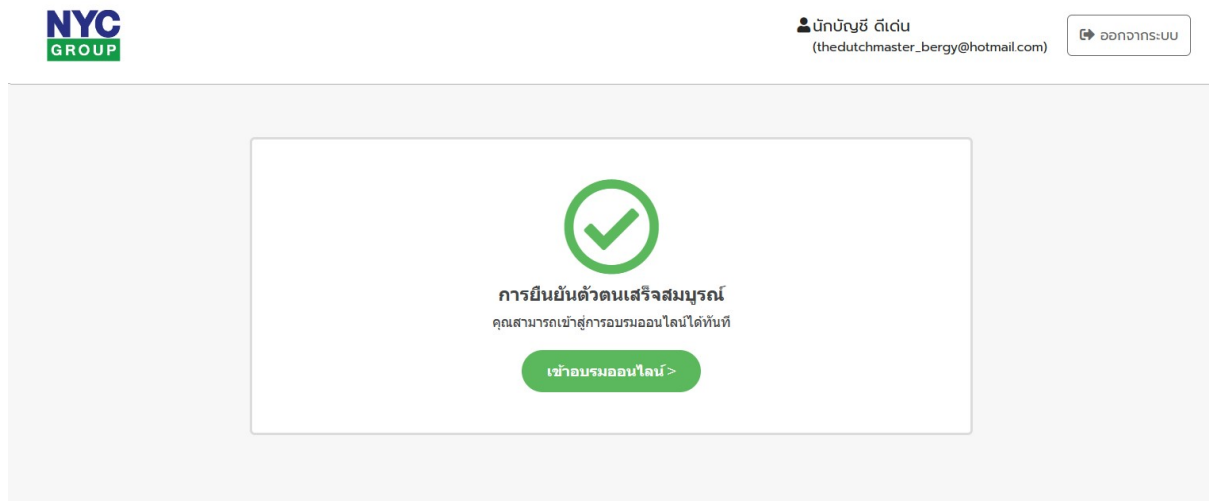 NYC
GROUP
นักบัญชี ดีเด่น
(thedutchmaster_bergy@hotmail.com)
ออกจากระบบ
การยืนยันตัวตนเสร็จสมบูรณ์
คุณสามารถเข้าสู่การอบรมออนไลน์ได้ทันที
เข้าอบรมออนไลน์ >